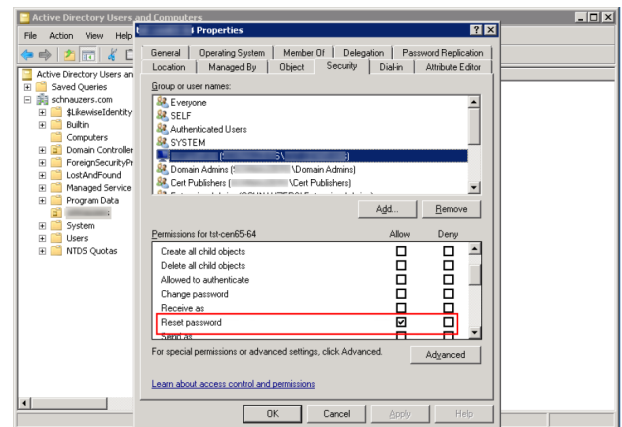 Active Directory Users and Computers
File Action View Help
Properties
General Operating System Member Of Delegation Password Replication
Location Managed By Object Security Dial-in Attribute Editor
Active Directory Users an
Saved Queries
schnauzers.com
$LikewiseIdentity
Builtin
Computers
Domain Controller
ForeignSecurityPr
LostAndFound
Managed Service
Program Data
System
Users
NTDS Quotas
Group or user names:
Everyone
SELF
Authenticated Users
SYSTEM
Domain Admins ( \Domain Admins)
Cert Publishers ( \Cert Publishers)
Add... Remove
Permissions for tst-cen65-64 Allow Deny
Create all child objects
Delete all child objects
Allowed to authenticate
Change password
Receive as
Reset password
Send as
For special permissions or advanced settings, click Advanced.
Advanced
Learn about access control and permissions
OK Cancel Apply Help